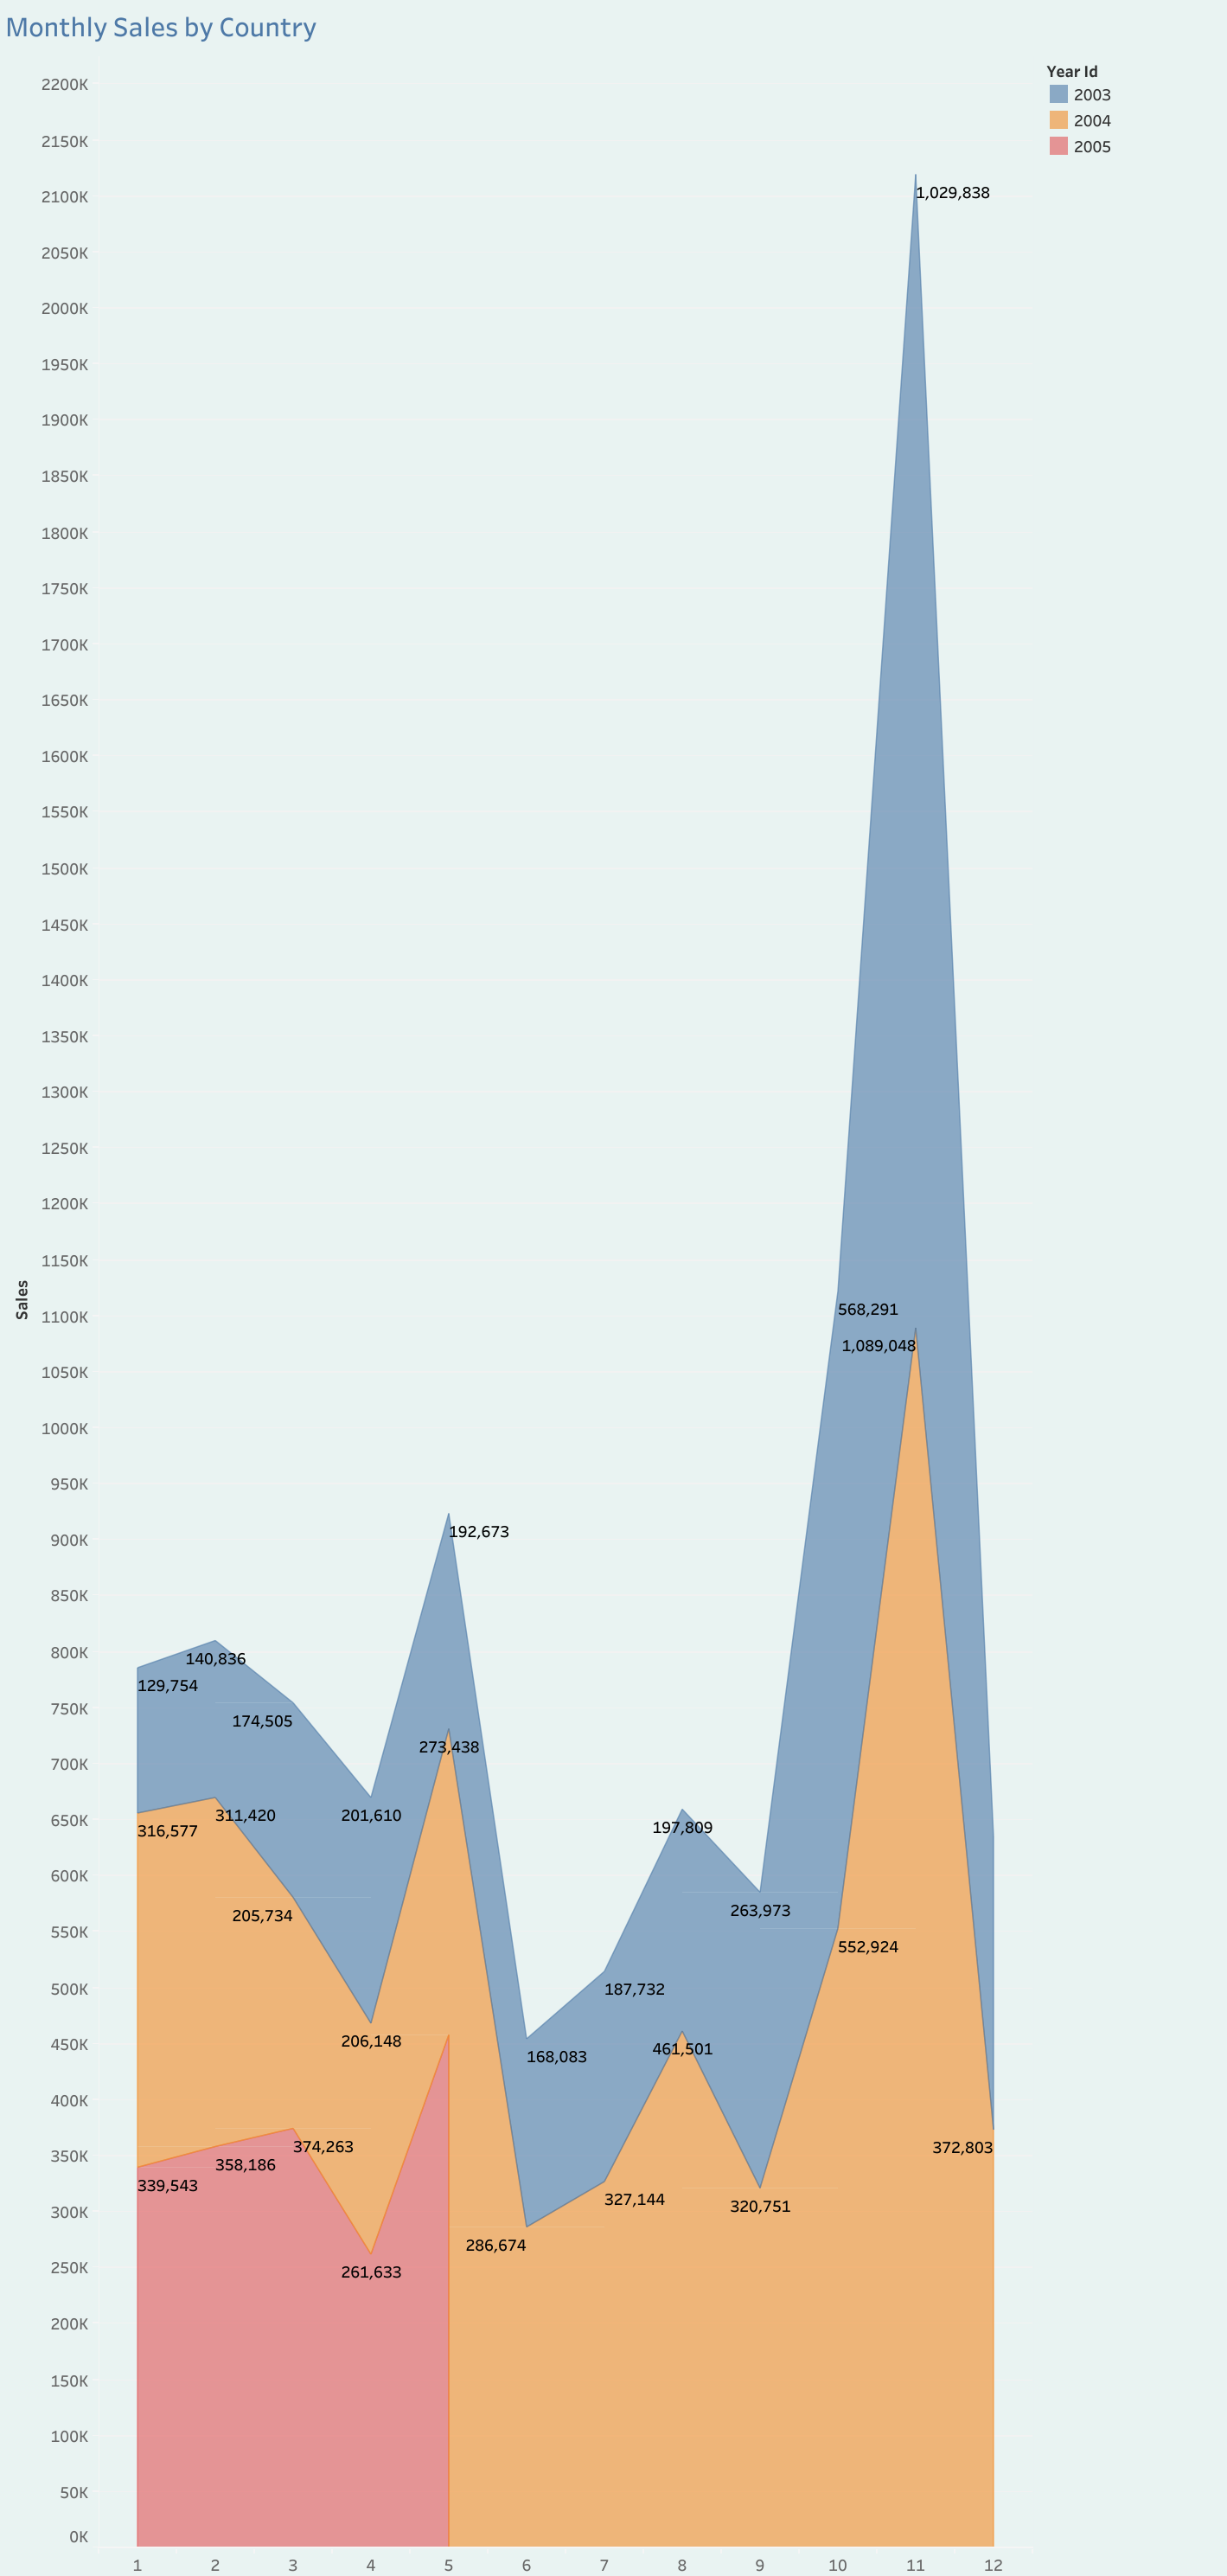 Monthly Sales by Country
Year Id
2003
2004
2005
2200K
2150K
2100K
2050K
2000K
1950K
1900K
1850K
1800K
1750K
1700K
1650K
1600K
1550K
1500K
1450K
1400K
1350K
1300K
1250K
1200K
1150K
1100K
1050K
1000K
950K
900K
850K
800K
750K
700K
650K
600K
550K
500K
450K
400K
350K
300K
250K
200K
150K
100K
50K
0K
Sales
1,029,838
568,291
1,089,048
192,673
140,836
129,754
174,505
273,438
311,420
201,610
197,809
316,577
263,973
205,734
552,924
187,732
206,148
461,501
168,083
374,263
372,803
358,186
339,543
327,144
320,751
286,674
261,633
1 2 3 4 5 6 7 8 9 10 11 12